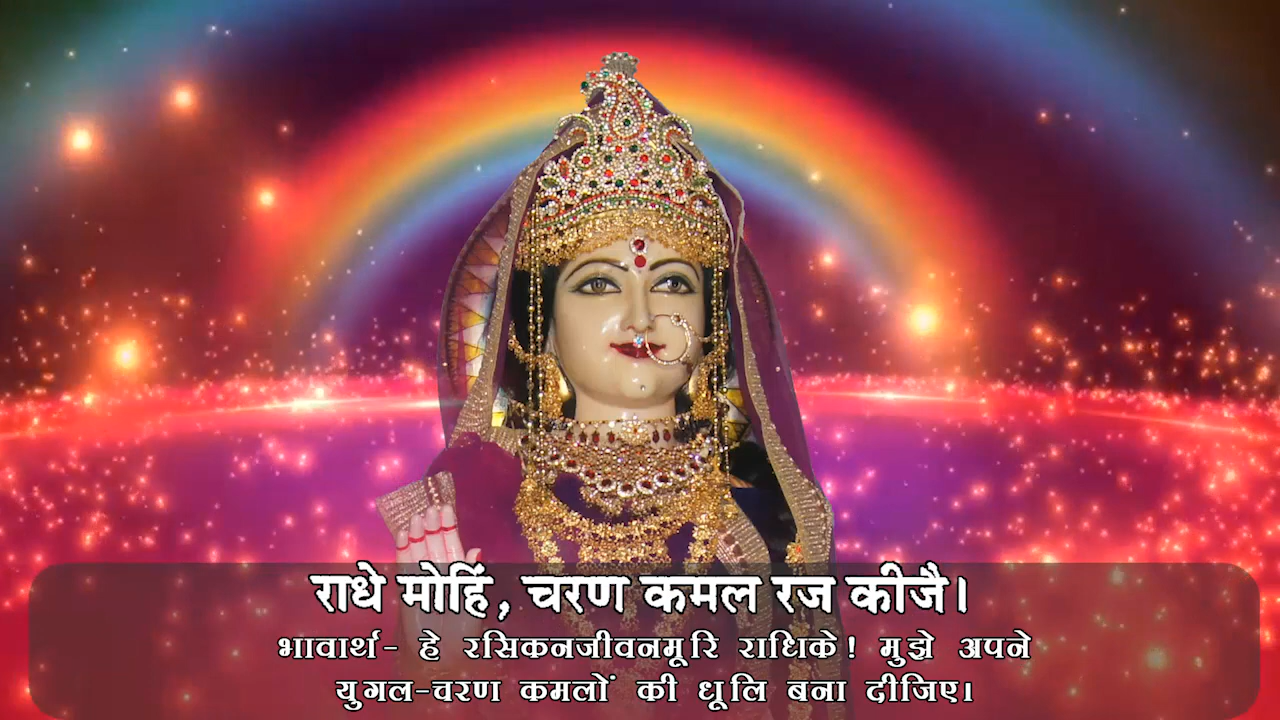 राधे मोहिं, चरण कमल रज कीजै।
भावार्थ- हे रसिकनजीवनमूरि राधिके! मुझे अपने
युगल-चरण कमलों की धूलि बना दीजिए।